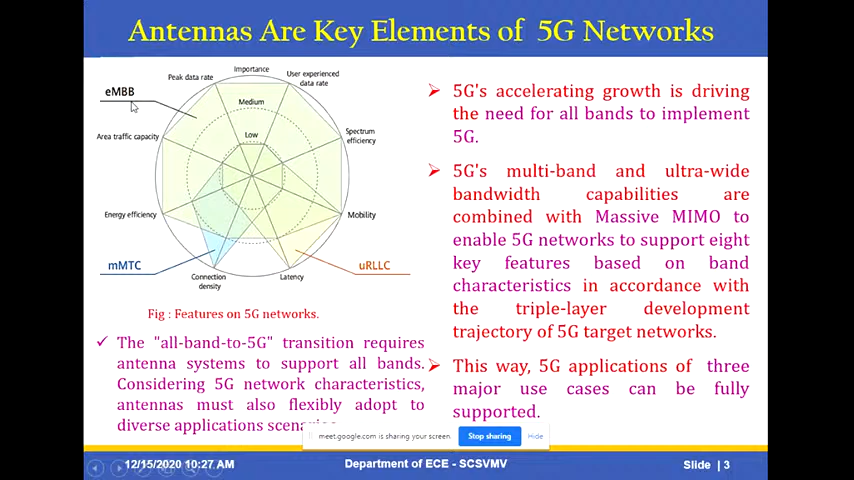 Antennas Are Key Elements of 5G Networks
Importance
Peak data rate
User experienced
data rate
eMBB
Medium
Area traffic capacity
Low
Spectrum
efficiency
Energy efficiency
Mobility
mMTC
uRLLC
Connection
density
Latency
Fig : Features on 5G networks.
✓ The "all-band-to-5G" transition requires
antenna systems to support all bands.
Considering 5G network characteristics,
antennas must also flexibly adopt to
diverse applications
➢ 5G's accelerating growth is driving
the need for all bands to implement
5G.
➢ 5G's multi-band and ultra-wide
bandwidth capabilities are
combined with Massive MIMO to
enable 5G networks to support eight
key features based on band
characteristics in accordance with
the triple-layer development
trajectory of 5G target networks.
➢ This way, 5G applications of three
major use cases can be fully
supported.
meet.google.com is sharing your screen.
Stop sharing
Hide
12/15/2020 10:27 AM
Department of ECE - SCSVMV
Slide | 3